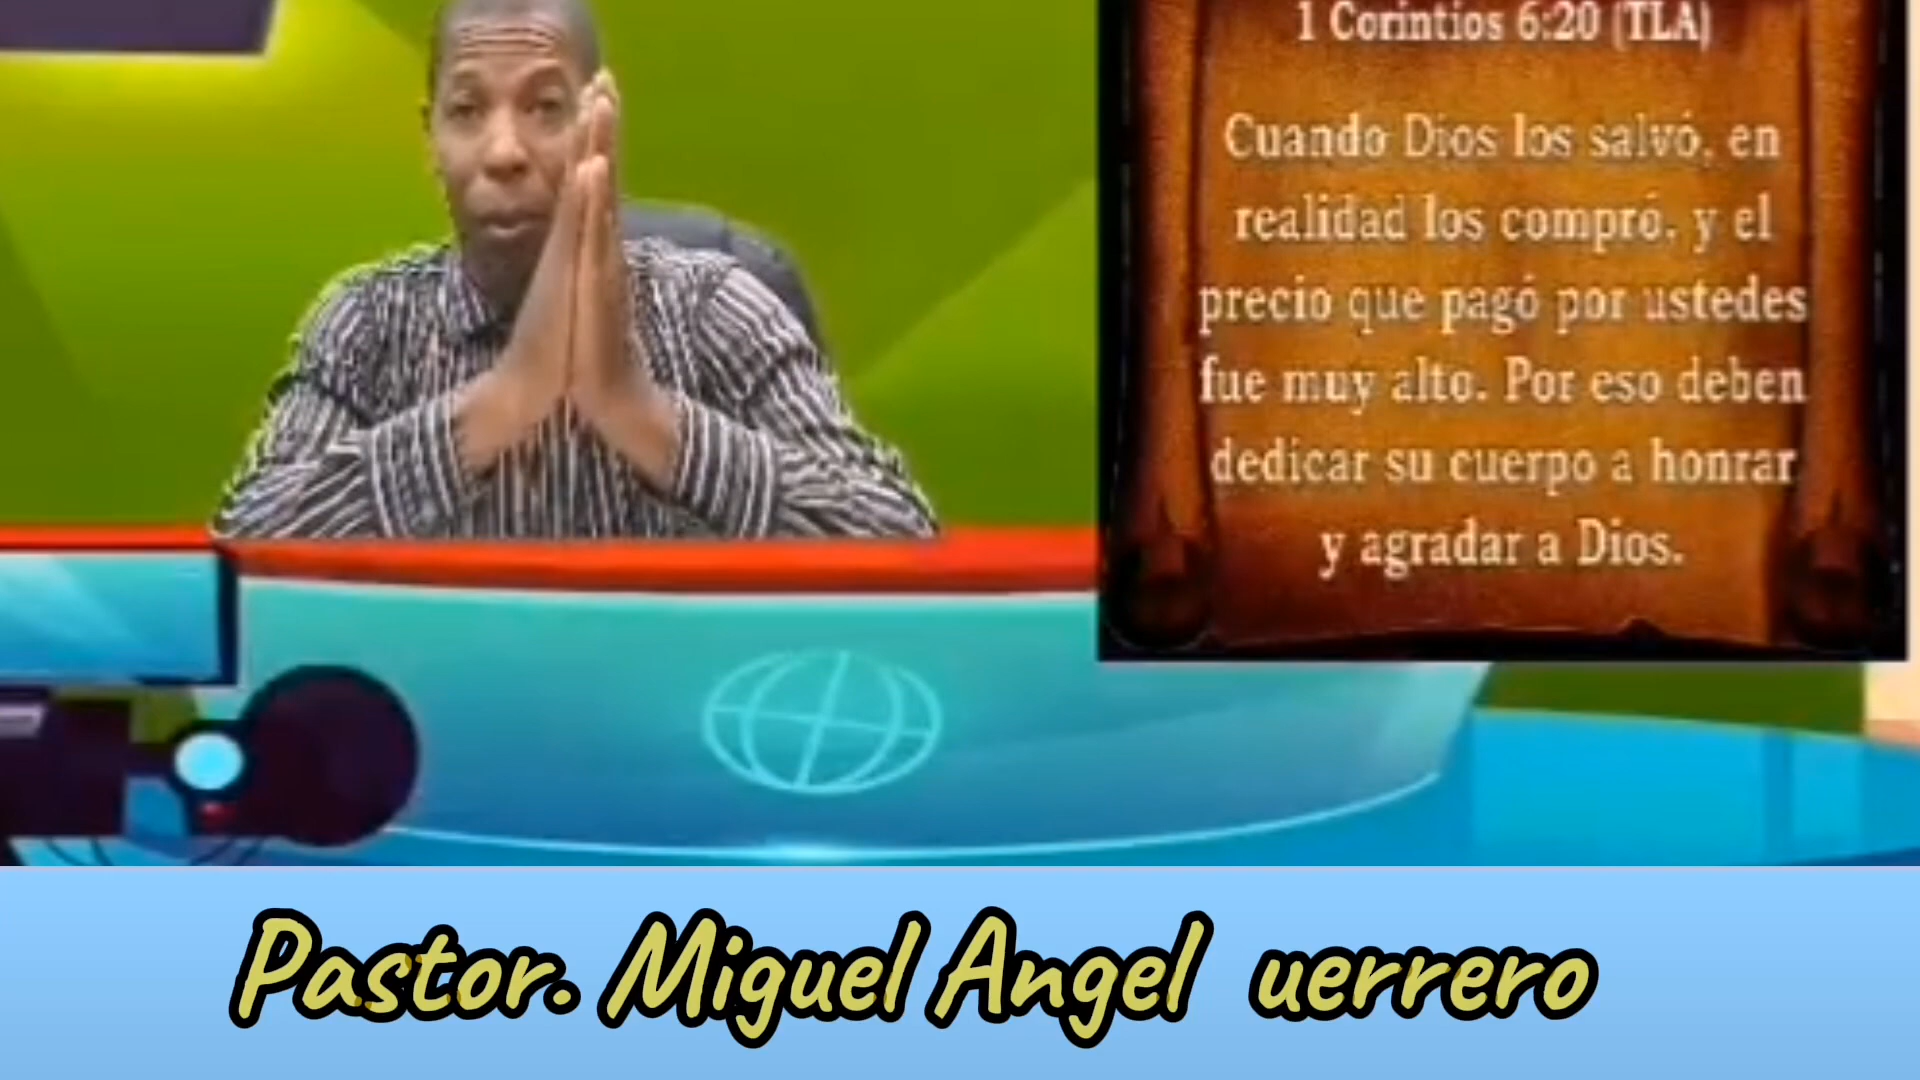 1 Corintios 6:20 (TLA)
Cuando Dios los salvó, en
realidad los compró, y el
precio que pagó por ustedes
fue muy alto. Por eso deben
dedicar su cuerpo a honrar
y agradar a Dios.
Pastor. Miguel Angel uerrero